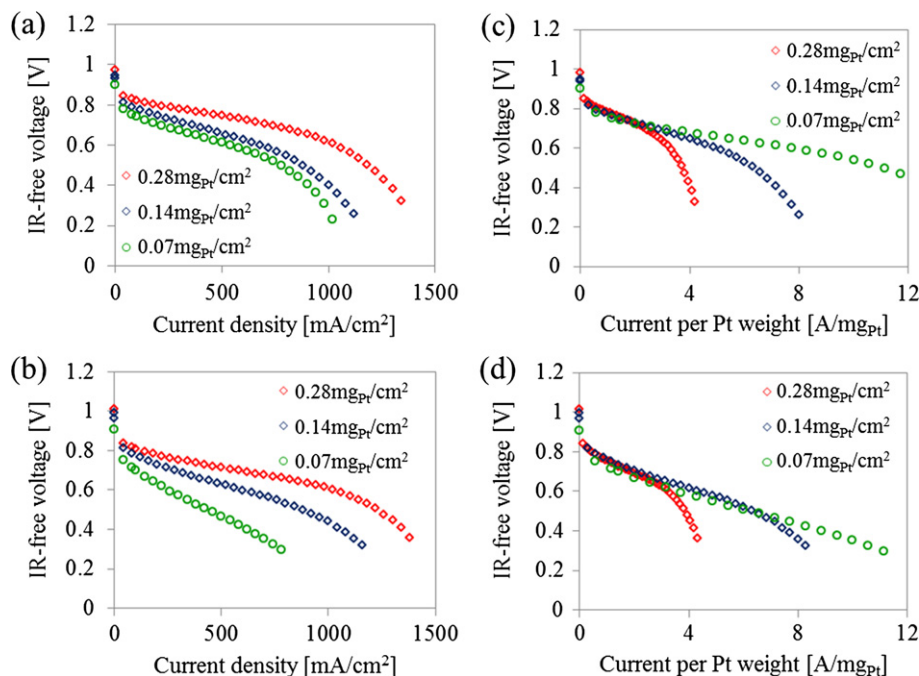 (a)
IR-free voltage [V]
1.2
1
0.8
0.6
0.4
0.2
0
0.28mgPt/cm²
0.14mgPt/cm²
0.07mgPt/cm²
0 500 1000 1500
Current density [mA/cm²]
(c)
IR-free voltage [V]
1.2
1
0.8
0.6
0.4
0.2
0
0.28mgPt/cm²
0.14mgPt/cm²
0.07mgPt/cm²
0 4 8 12
Current per Pt weight [A/mgPt]
(b)
IR-free voltage [V]
1.2
1
0.8
0.6
0.4
0.2
0
0.28mgPt/cm²
0.14mgPt/cm²
0.07mgPt/cm²
0 500 1000 1500
Current density [mA/cm²]
(d)
IR-free voltage [V]
1.2
1
0.8
0.6
0.4
0.2
0
0.28mgPt/cm²
0.14mgPt/cm²
0.07mgPt/cm²
0 4 8 12
Current per Pt weight [A/mgPt]